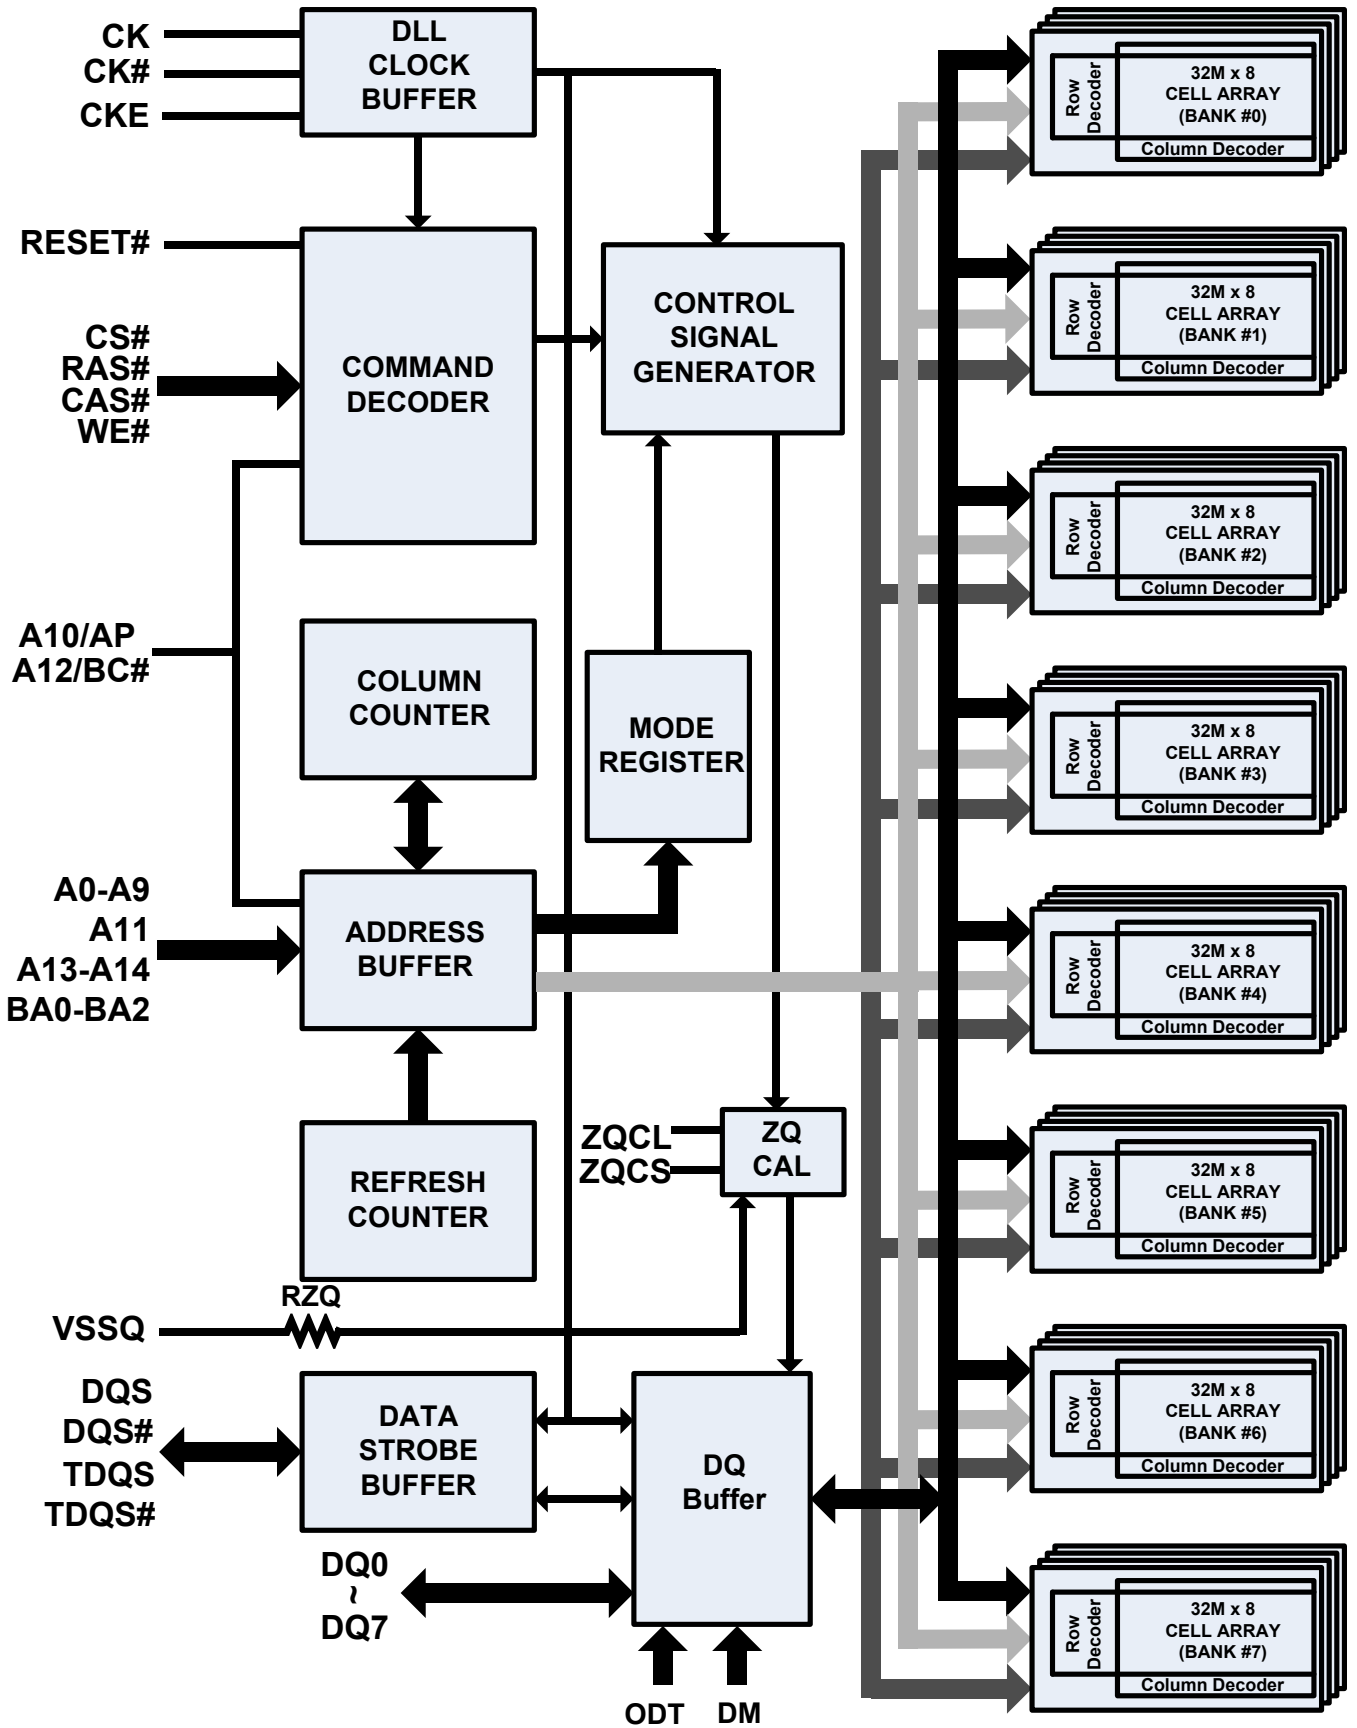 CK
CK#
CKE
DLL
CLOCK
BUFFER
RESET#
CS#
RAS#
CAS#
WE#
COMMAND
DECODER
CONTROL
SIGNAL
GENERATOR
A10/AP
A12/BC#
COLUMN
COUNTER
MODE
REGISTER
A0-A9
A11
A13-A14
BA0-BA2
ADDRESS
BUFFER
REFRESH
COUNTER
ZQCL
ZQCS
ZQ
CAL
VSSQ
RZQ
DQS
DQS#
TDQS
TDQS#
DATA
STROBE
BUFFER
DQ
Buffer
DQ0
~
DQ7
ODT
DM
Row
Decoder
32M x 8
CELL ARRAY
(BANK #0)
Column Decoder
Row
Decoder
32M x 8
CELL ARRAY
(BANK #1)
Column Decoder
Row
Decoder
32M x 8
CELL ARRAY
(BANK #2)
Column Decoder
Row
Decoder
32M x 8
CELL ARRAY
(BANK #3)
Column Decoder
Row
Decoder
32M x 8
CELL ARRAY
(BANK #4)
Column Decoder
Row
Decoder
32M x 8
CELL ARRAY
(BANK #5)
Column Decoder
Row
Decoder
32M x 8
CELL ARRAY
(BANK #6)
Column Decoder
Row
Decoder
32M x 8
CELL ARRAY
(BANK #7)
Column Decoder